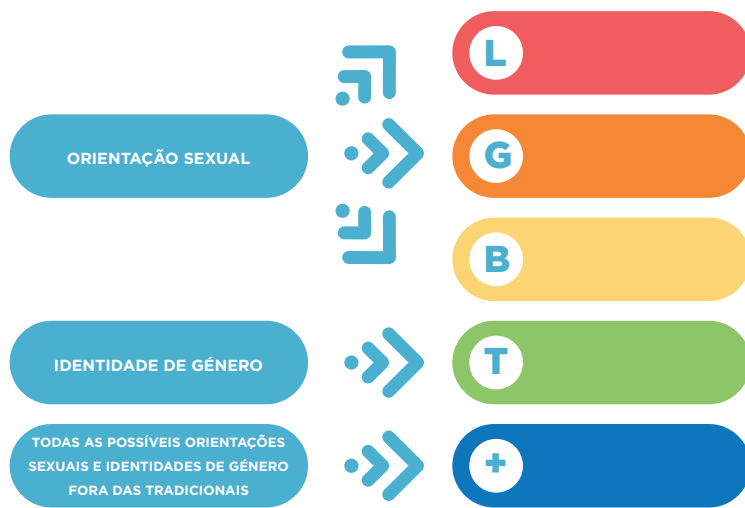 L
ORIENTAÇÃO SEXUAL
G
B
IDENTIDADE DE GÉNERO
T
TODAS AS POSSÍVEIS ORIENTAÇÕES
SEXUAIS E IDENTIDADES DE GÉNERO
FORA DAS TRADICIONAIS
+